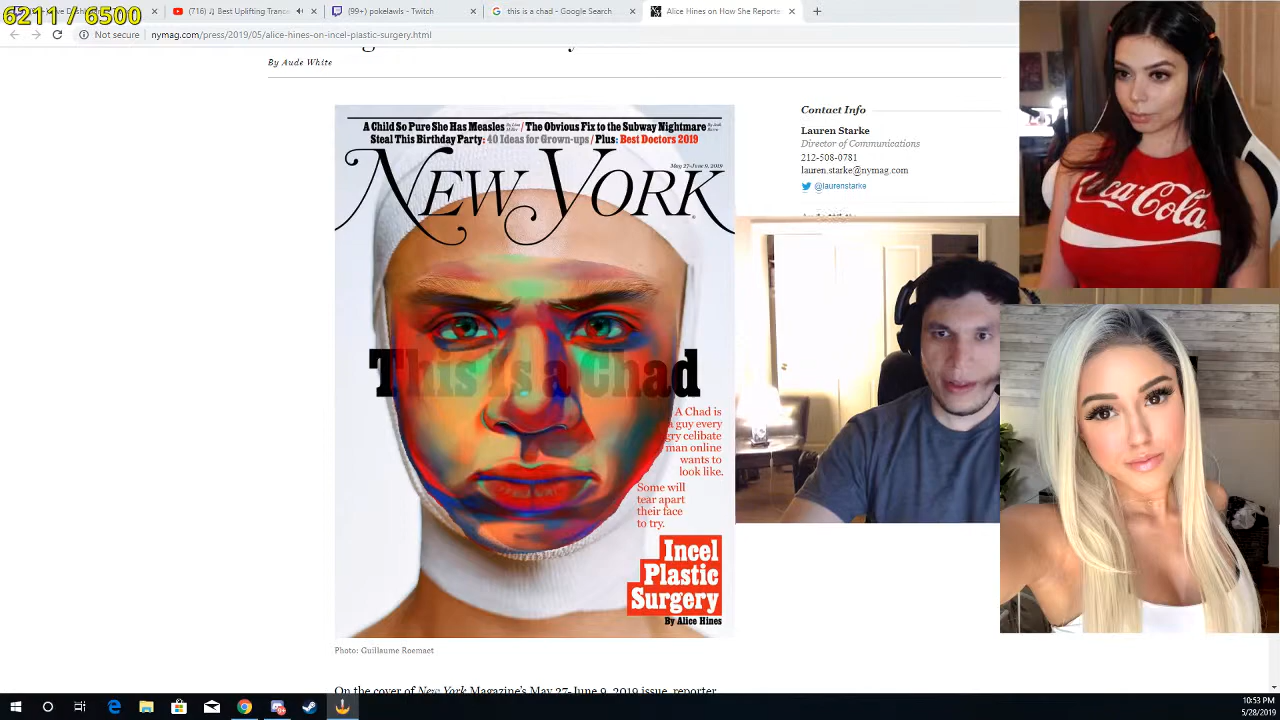 6211 / 6500
(716) ♫ Best Uplifting Tranc
(99+) pokelawls - Twitch
this is a chad - Google Search
Alice Hines on How She Reporte
Not secure | nymag.com/press/2019/05/alice-hines-on-incel-plastic-surgery.html
By Aude White
A Child So Pure She Has Measles / The Obvious Fix to the Subway Nightmare
Steal This Birthday Party: 40 Ideas for Grown-ups / Plus: Best Doctors 2019
May 27–June 9, 2019
NEW YORK
This Is a Chad
A Chad is
a guy every
gry celibate
man online
wants to
look like.
Some will
tear apart
their face
to try.
Incel
Plastic
Surgery
By Alice Hines
Photo: Guillaume Roemaet
On the cover of New York Magazine's May 27-June 9, 2019 issue, reporter
Contact Info
Lauren Starke
Director of Communications
212-508-0781
lauren.starke@nymag.com
@laurenstarke
Coca-Cola
10:53 PM
5/28/2019